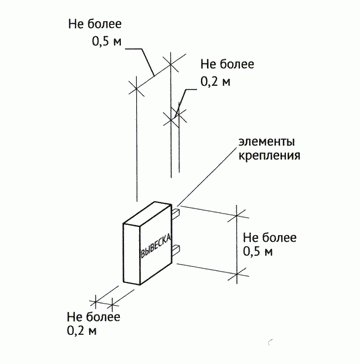 Не более
0,5 м
Не более
0,2 м
элементы
крепления
ВЫВЕСКА
Не более
0,5 м
Не более
0,2 м